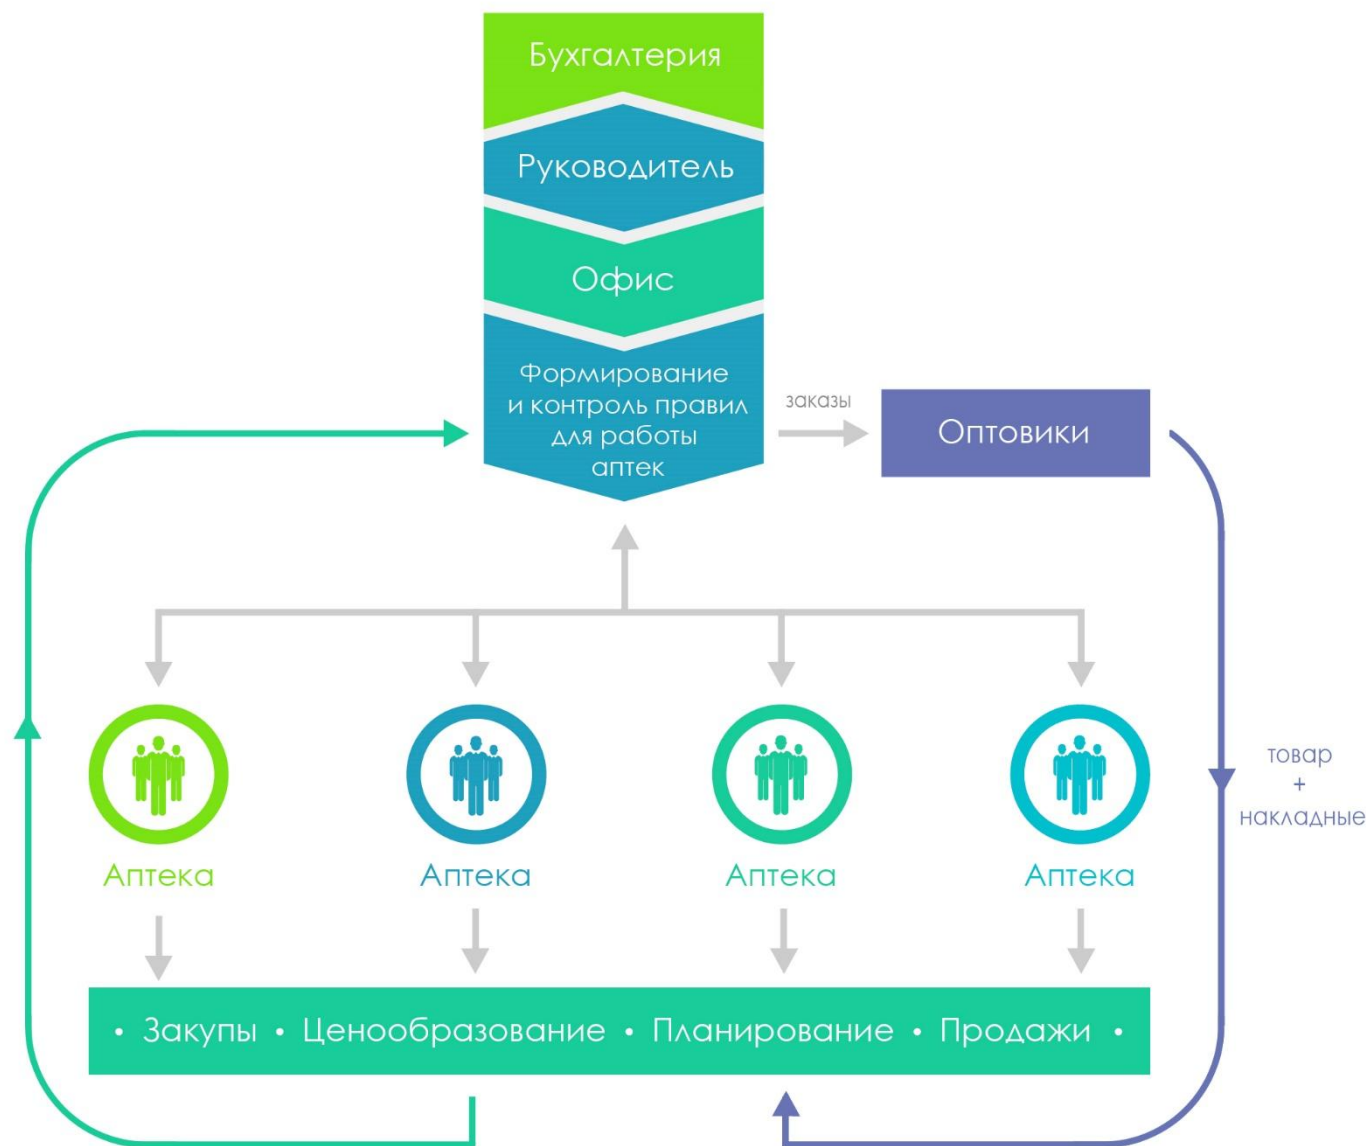 Бухгалтерия
Руководитель
Офис
Формирование
и контроль правил
для работы
аптек
заказы
Оптовики
товар
+
накладные
Аптека
Аптека
Аптека
Аптека
• Закупы • Ценообразование • Планирование • Продажи •